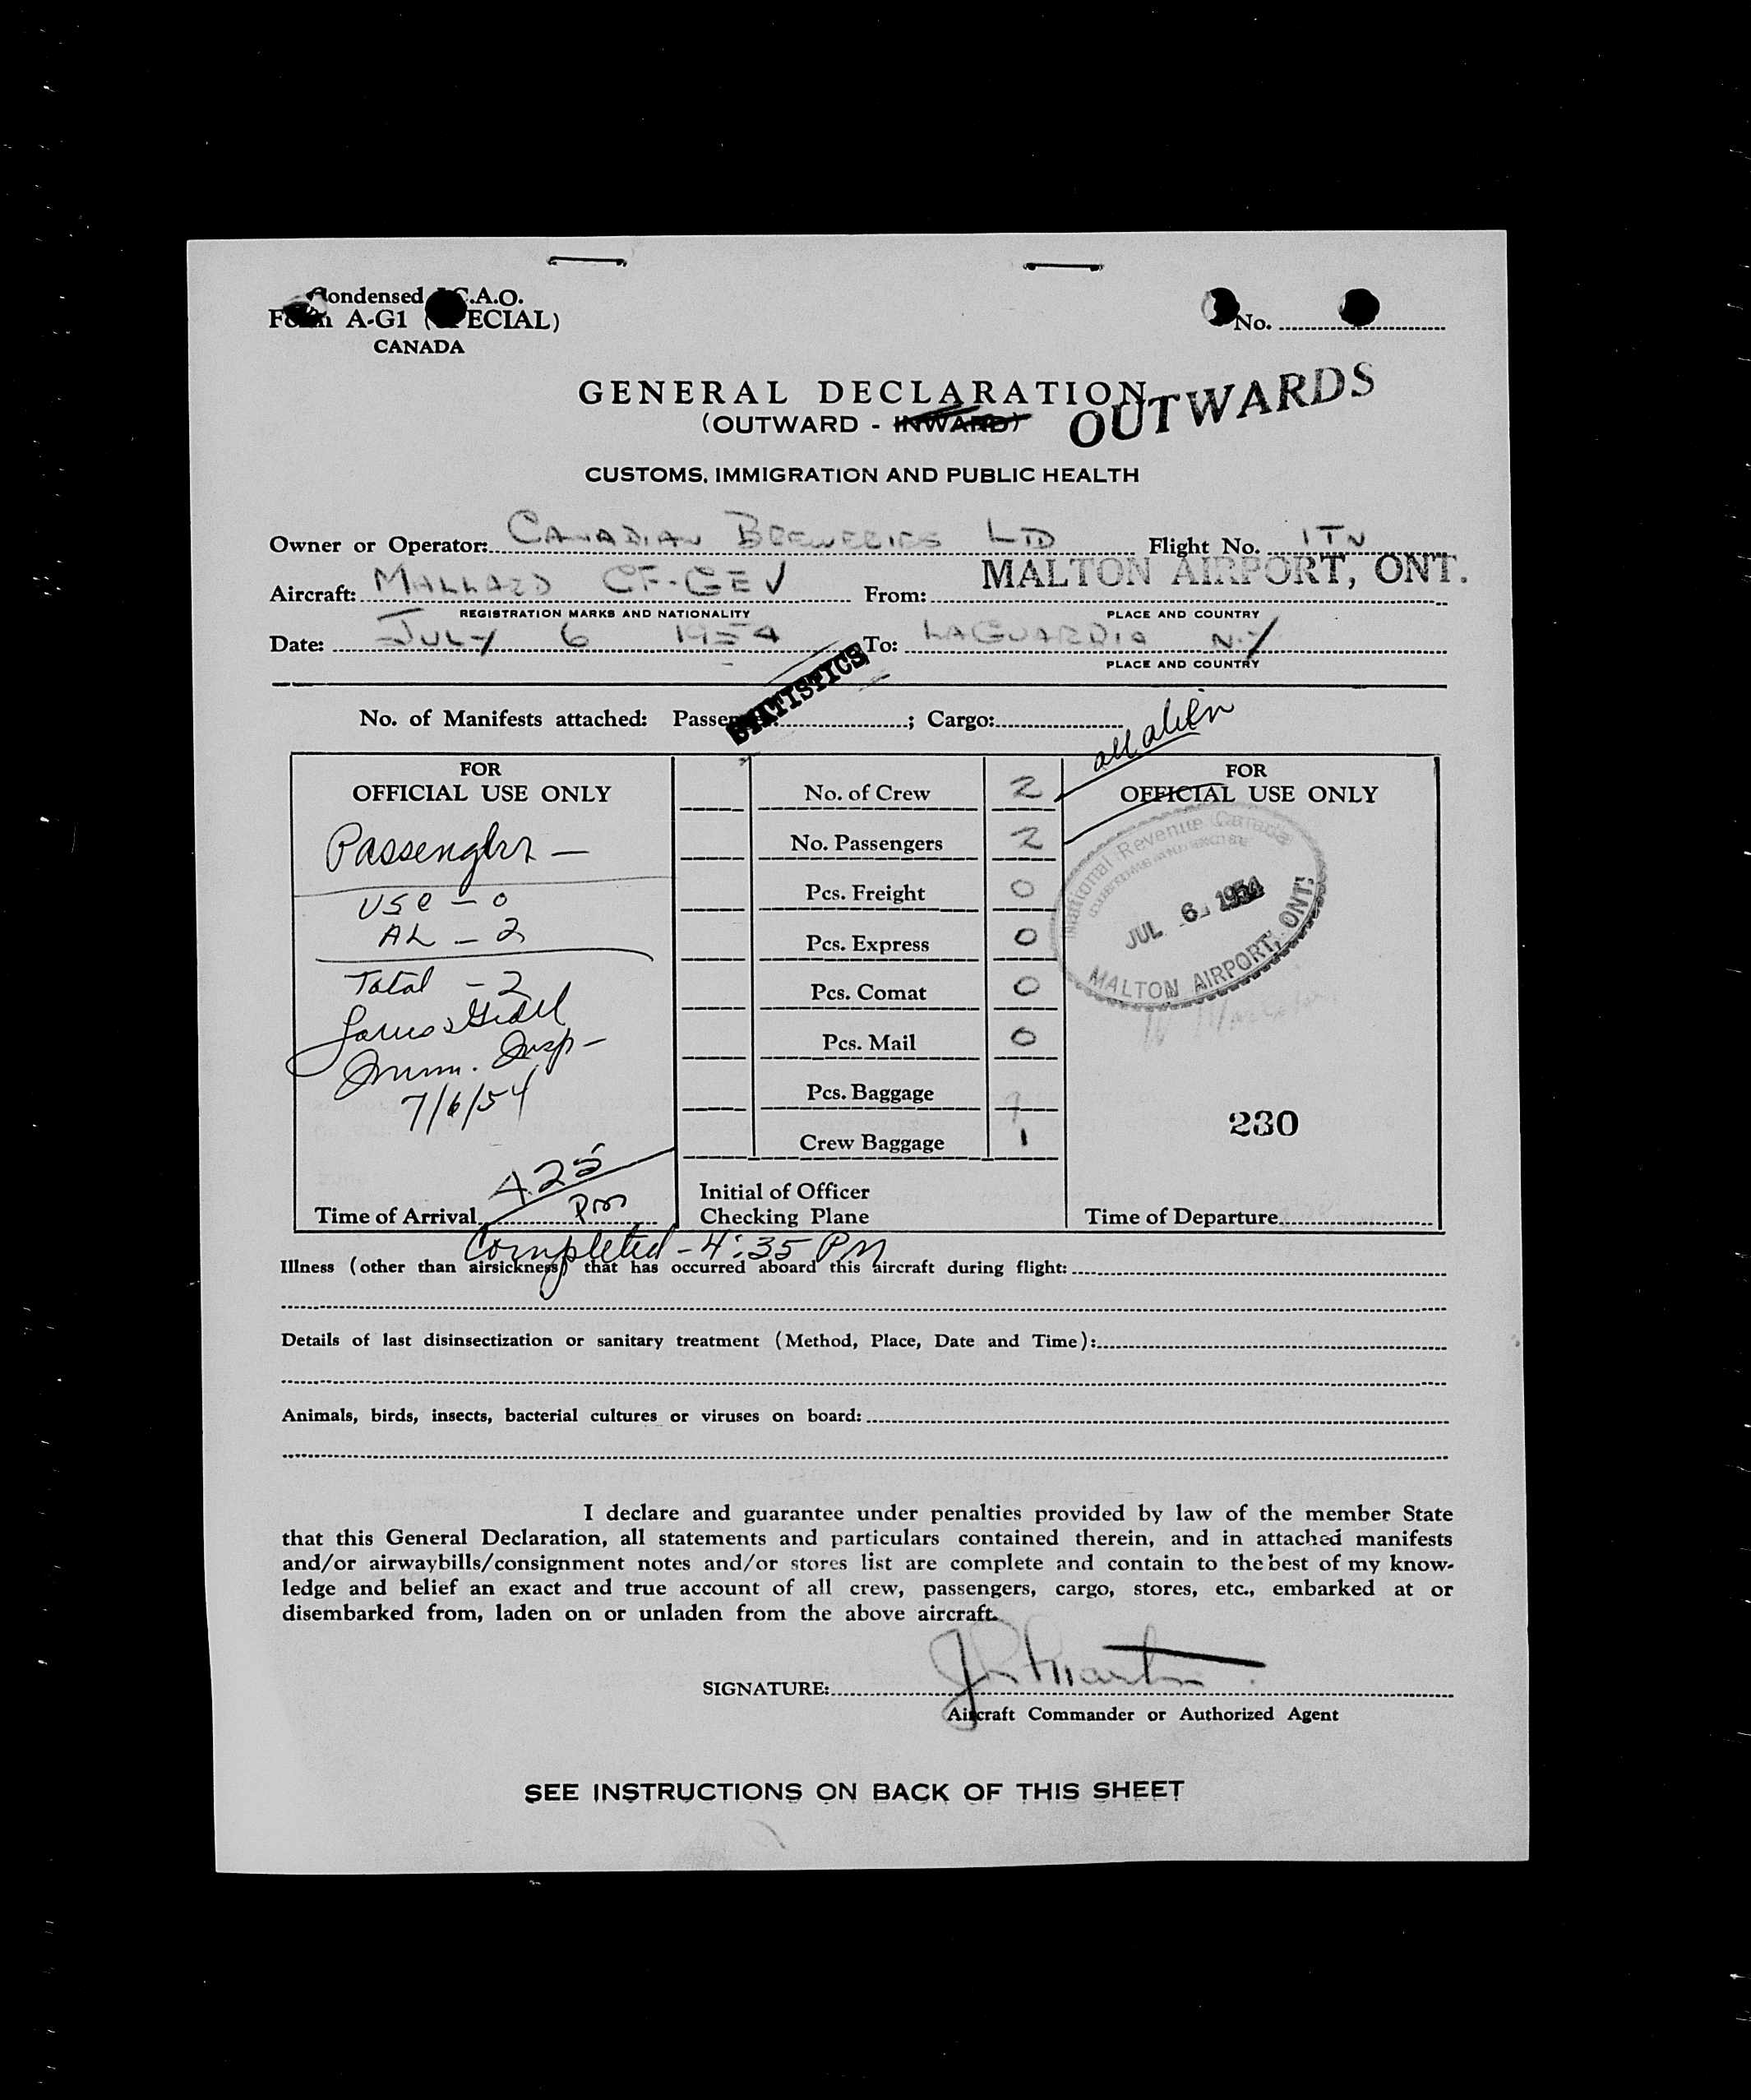 Condensed I.C.A.O.
Form A-G1 (SPECIAL)
CANADA
No.
GENERAL DECLARATION
OUTWARDS
(OUTWARD - INWARD)
CUSTOMS, IMMIGRATION AND PUBLIC HEALTH
Owner or Operator: CANADIAN BREWERIES LTD Flight No. ITN
Aircraft: MALLARD CF-GEV From: MALTON AIRPORT, ONT.
REGISTRATION MARKS AND NATIONALITY PLACE AND COUNTRY
Date: JULY 6 1954 To: LAGUARDIA N.Y
PLACE AND COUNTRY
STATISTICS
No. of Manifests attached: Passenger: ; Cargo:
all alien
FOR
OFFICIAL USE ONLY
Passengers —
USC — 0
AL — 2
Total - 2
Imm. Insp -
7/6/54
Time of Arrival 425 Pm
No. of Crew 2
No. Passengers 2
Pcs. Freight 0
Pcs. Express 0
Pcs. Comat 0
Pcs. Mail 0
Pcs. Baggage
Crew Baggage 1
Initial of Officer
Checking Plane
FOR
OFFICIAL USE ONLY
National Revenue Canada
JUL 6 1954
MALTON AIRPORT, ONT.
230
Time of Departure
Completed - 4:35 PM
Illness (other than airsickness) that has occurred aboard this aircraft during flight:
Details of last disinsectization or sanitary treatment (Method, Place, Date and Time):
Animals, birds, insects, bacterial cultures or viruses on board:
I declare and guarantee under penalties provided by law of the member State
that this General Declaration, all statements and particulars contained therein, and in attached manifests
and/or airwaybills/consignment notes and/or stores list are complete and contain to the best of my know-
ledge and belief an exact and true account of all crew, passengers, cargo, stores, etc., embarked at or
disembarked from, laden on or unladen from the above aircraft.
SIGNATURE: Martin
Aircraft Commander or Authorized Agent
SEE INSTRUCTIONS ON BACK OF THIS SHEET